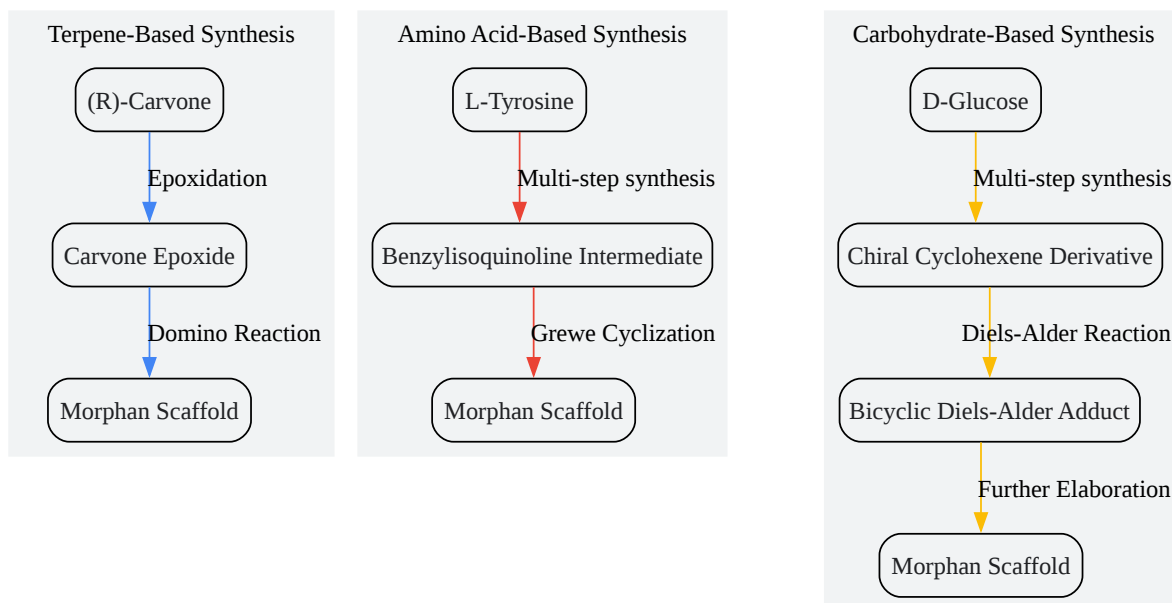 Terpene-Based Synthesis
(R)-Carvone
Epoxidation
Carvone Epoxide
Domino Reaction
Morphan Scaffold
Amino Acid-Based Synthesis
L-Tyrosine
Multi-step synthesis
Benzylisoquinoline Intermediate
Grewe Cyclization
Morphan Scaffold
Carbohydrate-Based Synthesis
D-Glucose
Multi-step synthesis
Chiral Cyclohexene Derivative
Diels-Alder Reaction
Bicyclic Diels-Alder Adduct
Further Elaboration
Morphan Scaffold